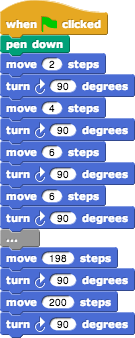 when clicked
pen down
move 2 steps
turn 90 degrees
move 4 steps
turn 90 degrees
move 6 steps
turn 90 degrees
move 6 steps
turn 90 degrees
...
move 198 steps
turn 90 degrees
move 200 steps
turn 90 degrees